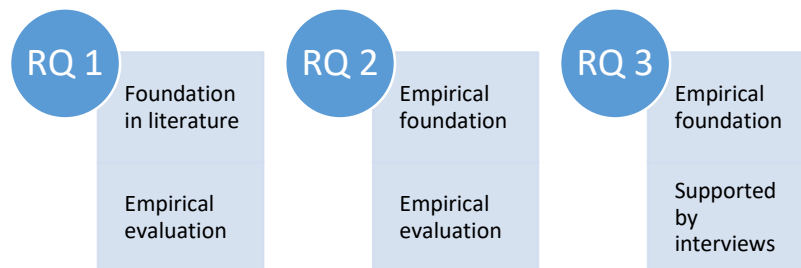 RQ 1
Foundation
in literature
Empirical
evaluation
RQ 2
Empirical
foundation
Empirical
evaluation
RQ 3
Empirical
foundation
Supported
by
interviews